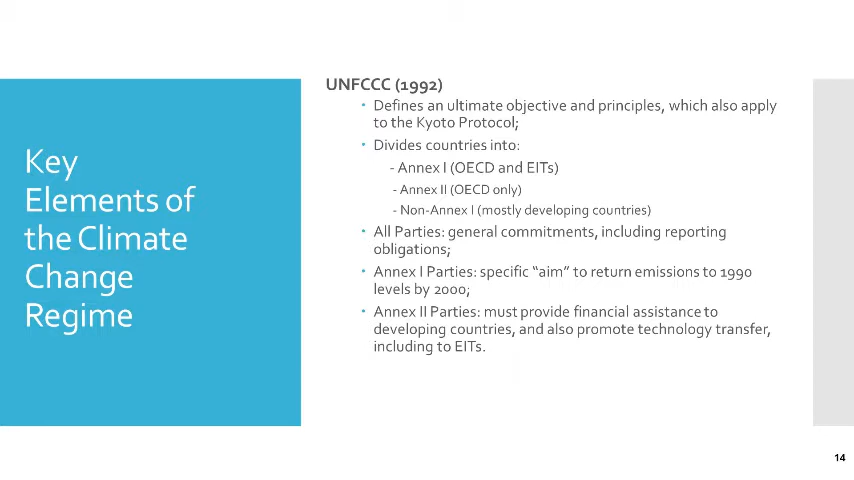 Key
Elements of
the Climate
Change
Regime
UNFCCC (1992)
• Defines an ultimate objective and principles, which also apply
to the Kyoto Protocol;
• Divides countries into:
- Annex I (OECD and EITs)
- Annex II (OECD only)
- Non-Annex I (mostly developing countries)
• All Parties: general commitments, including reporting
obligations;
• Annex I Parties: specific “aim” to return emissions to 1990
levels by 2000;
• Annex II Parties: must provide financial assistance to
developing countries, and also promote technology transfer,
including to EITs.
14